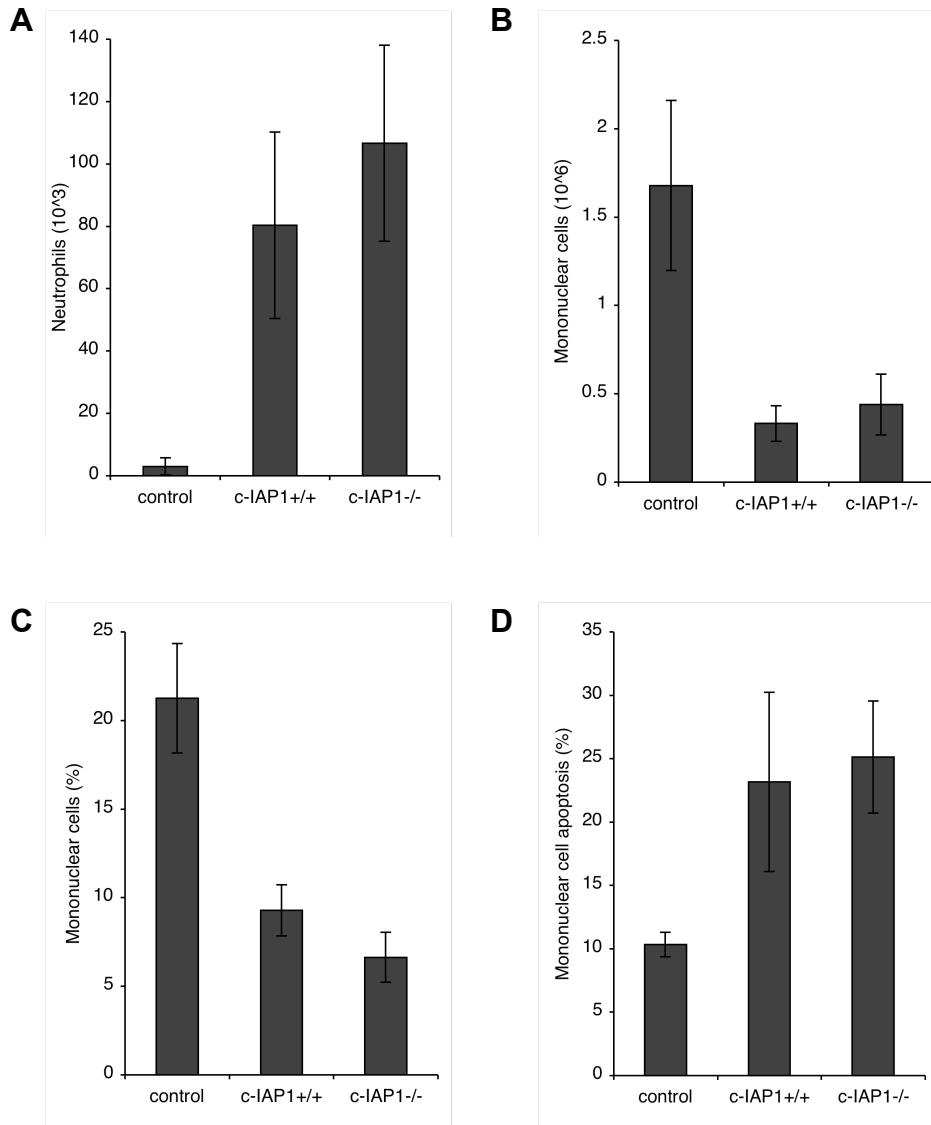 A
Neutrophils (10^3)
140
120
100
80
60
40
20
0
control c-IAP1+/+ c-IAP1-/-
B
Mononuclear cells (10^6)
2.5
2
1.5
1
0.5
0
control c-IAP1+/+ c-IAP1-/-
C
Mononuclear cells (%)
25
20
15
10
5
0
control c-IAP1+/+ c-IAP1-/-
D
Mononuclear cell apoptosis (%)
35
30
25
20
15
10
5
0
control c-IAP1+/+ c-IAP1-/-